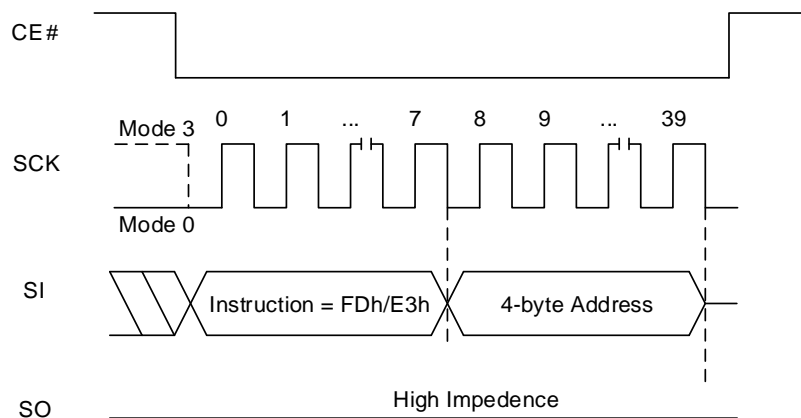 CE#
0 1 ... 7 8 9 ... 39
Mode 3
SCK
Mode 0
SI
Instruction = FDh/E3h
4-byte Address
High Impedence
SO